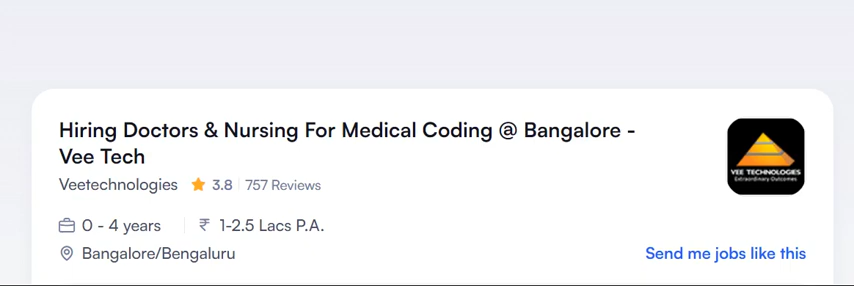 Hiring Doctors & Nursing For Medical Coding @ Bangalore -
Vee Tech
Veetechnologies 3.8 757 Reviews
VEE TECHNOLOGIES
Extraordinary Outcomes
0 - 4 years ₹ 1-2.5 Lacs P.A.
Bangalore/Bengaluru Send me jobs like this